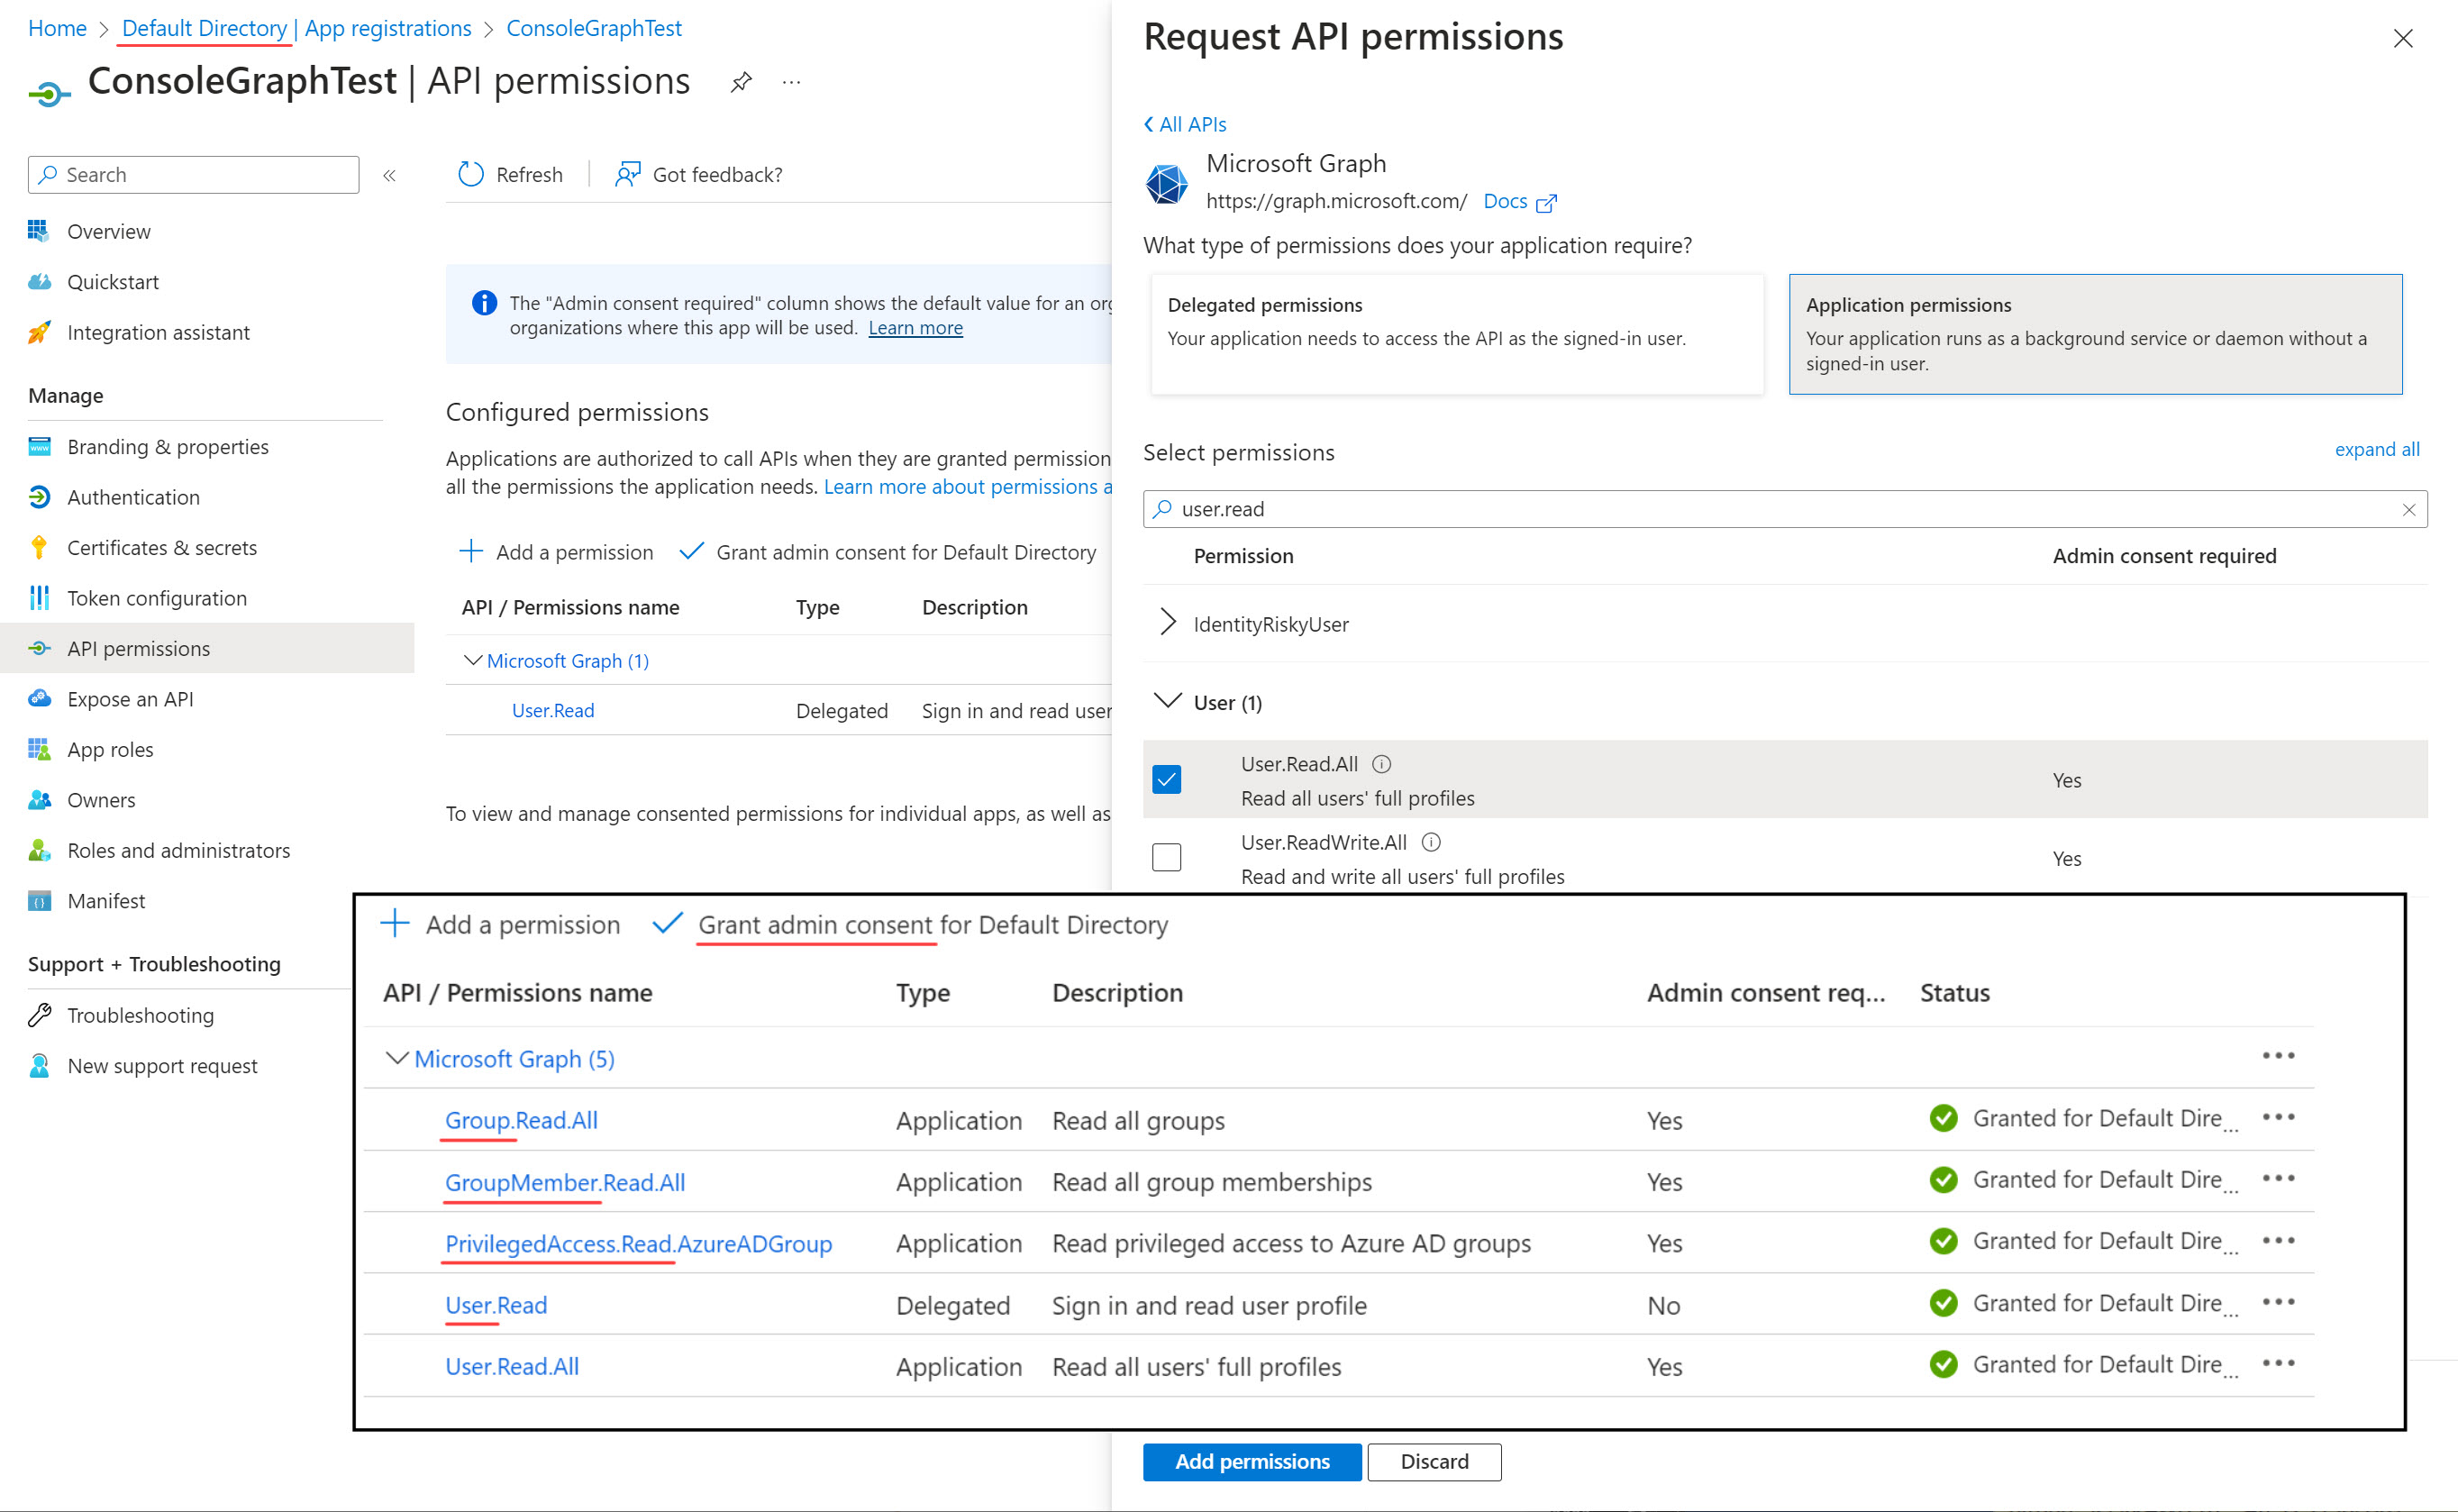 Home > Default Directory | App registrations > ConsoleGraphTest
ConsoleGraphTest | API permissions
Search
Overview
Quickstart
Integration assistant
Manage
Branding & properties
Authentication
Certificates & secrets
Token configuration
API permissions
Expose an API
App roles
Owners
Roles and administrators
Manifest
Support + Troubleshooting
Troubleshooting
New support request
Refresh
Got feedback?
The "Admin consent required" column shows the default value for an org
organizations where this app will be used. Learn more
Configured permissions
Applications are authorized to call APIs when they are granted permission
all the permissions the application needs. Learn more about permissions a
Add a permission
Grant admin consent for Default Directory
API / Permissions name Type Description
Microsoft Graph (1)
User.Read Delegated Sign in and read user
To view and manage consented permissions for individual apps, as well as
Request API permissions
All APIs
Microsoft Graph
https://graph.microsoft.com/ Docs
What type of permissions does your application require?
Delegated permissions
Your application needs to access the API as the signed-in user.
Application permissions
Your application runs as a background service or daemon without a
signed-in user.
Select permissions
expand all
user.read
Permission Admin consent required
IdentityRiskyUser
User (1)
User.Read.All
Read all users' full profiles
Yes
User.ReadWrite.All
Read and write all users' full profiles
Yes
Add a permission
Grant admin consent for Default Directory
API / Permissions name Type Description Admin consent req... Status
Microsoft Graph (5)
Group.Read.All Application Read all groups Yes Granted for Default Dire...
GroupMember.Read.All Application Read all group memberships Yes Granted for Default Dire...
PrivilegedAccess.Read.AzureADGroup Application Read privileged access to Azure AD groups Yes Granted for Default Dire...
User.Read Delegated Sign in and read user profile No Granted for Default Dire...
User.Read.All Application Read all users' full profiles Yes Granted for Default Dire...
Add permissions
Discard